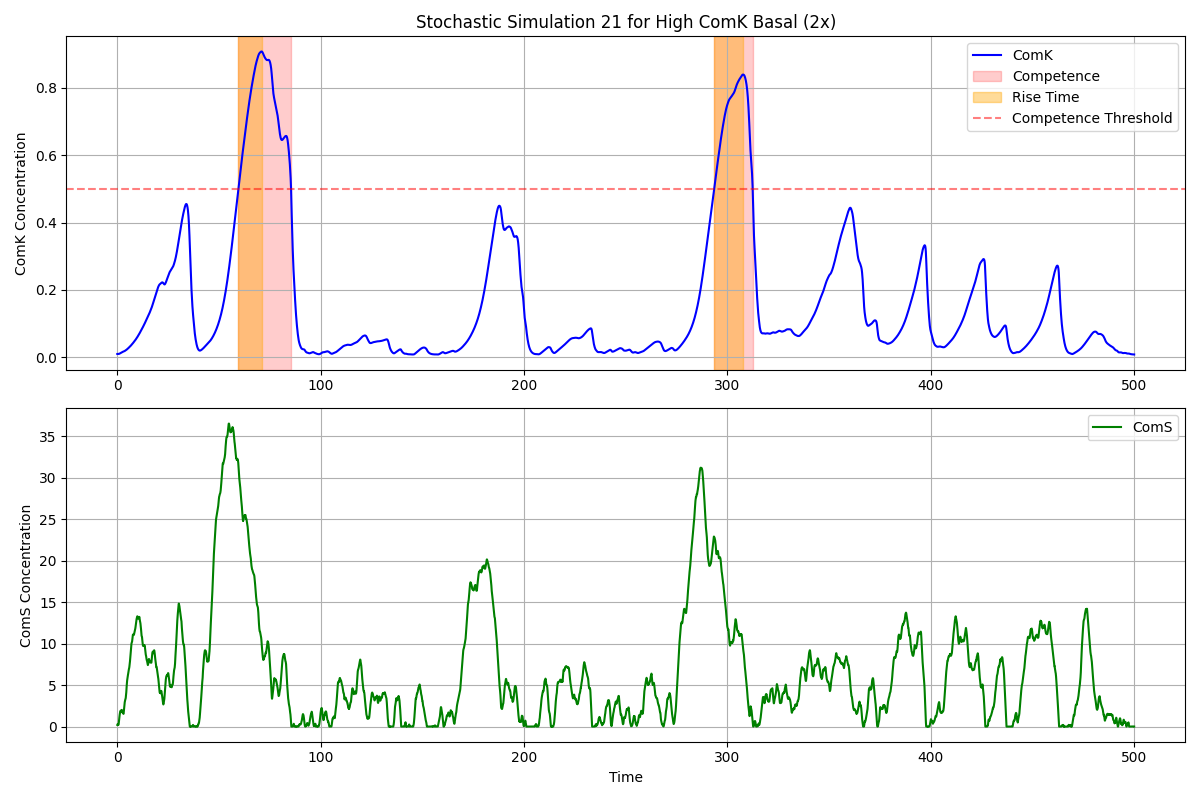 Stochastic Simulation 21 for High ComK Basal (2x)
ComK Concentration
0.8
0.6
0.4
0.2
0.0
ComK
Competence
Rise Time
Competence Threshold
0 100 200 300 400 500
ComS Concentration
35
30
25
20
15
10
5
0
ComS
0 100 200 300 400 500
Time